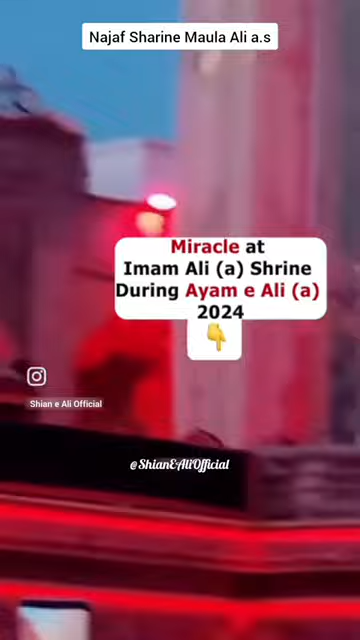 Najaf Sharine Maula Ali a.s
Miracle at
Imam Ali (a) Shrine
During Ayam e Ali (a)
2024
Shian e Ali Official
@ShianEAliOfficial